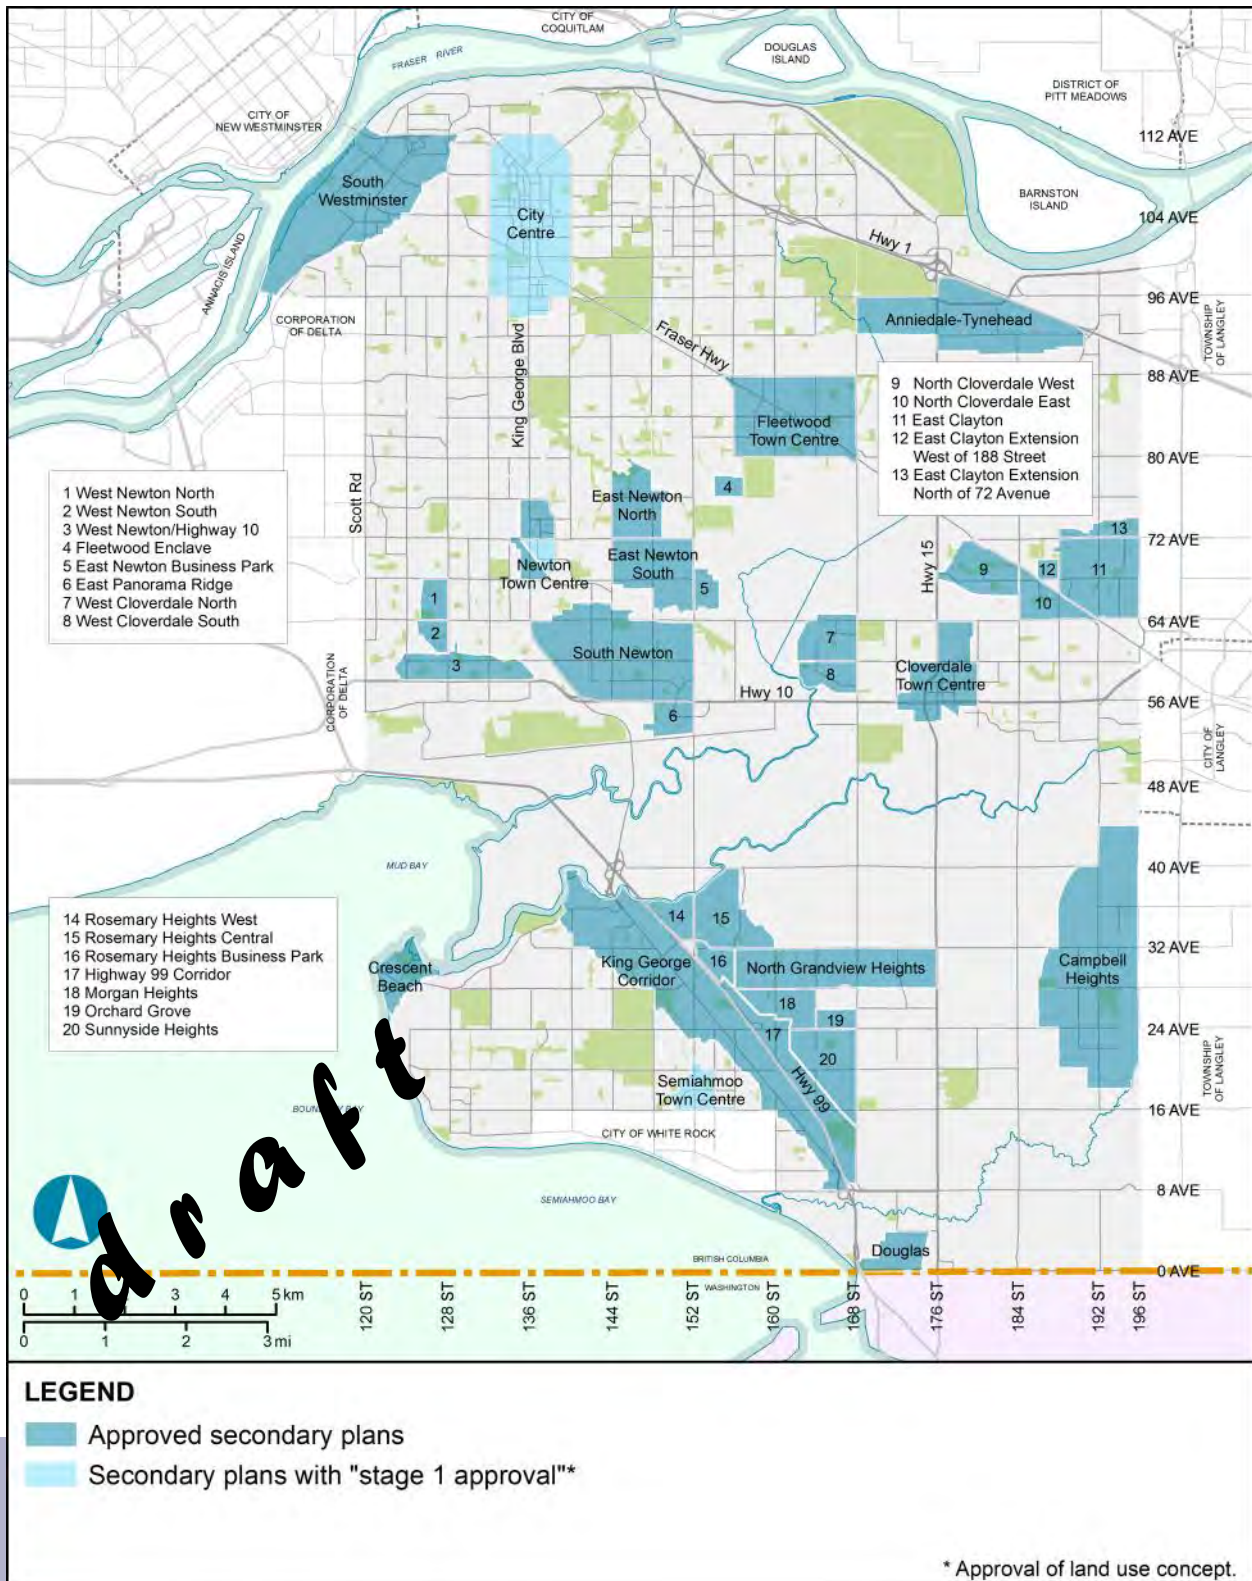 CITY OF
COQUITLAM
DOUGLAS
ISLAND
FRASER RIVER
DISTRICT OF
PITT MEADOWS
CITY OF
NEW WESTMINSTER
112 AVE
South
Westminster
BARNSTON
ISLAND
City
Centre
104 AVE
Hwy 1
ANNACIS ISLAND
96 AVE
CORPORATION
OF DELTA
Anniedale-Tynehead
TOWNSHIP
OF LANGLEY
King George Blvd
Fraser Hwy
88 AVE
9 North Cloverdale West
10 North Cloverdale East
11 East Clayton
12 East Clayton Extension
West of 188 Street
13 East Clayton Extension
North of 72 Avenue
Fleetwood
Town Centre
80 AVE
1 West Newton North
2 West Newton South
3 West Newton/Highway 10
4 Fleetwood Enclave
5 East Newton Business Park
6 East Panorama Ridge
7 West Cloverdale North
8 West Cloverdale South
Scott Rd
4
East Newton
North
13
72 AVE
Hwy 15
East Newton
South
Newton
Town Centre
9
12
11
5
1
10
2
64 AVE
7
3
South Newton
8
Cloverdale
Town Centre
CORPORATION
OF DELTA
Hwy 10
56 AVE
6
CITY OF
LANGLEY
48 AVE
MUD BAY
40 AVE
14 Rosemary Heights West
15 Rosemary Heights Central
16 Rosemary Heights Business Park
17 Highway 99 Corridor
18 Morgan Heights
19 Orchard Grove
20 Sunnyside Heights
14
15
32 AVE
Crescent
Beach
King George
Corridor
16
North Grandview Heights
Campbell
Heights
18
19
24 AVE
17
20
draft
Semiahmoo
Town Centre
Hwy 99
TOWNSHIP
OF LANGLEY
BOUNDARY BAY
16 AVE
CITY OF WHITE ROCK
SEMIAHMOO BAY
8 AVE
Douglas
BRITISH COLUMBIA
0 AVE
WASHINGTON
0 1 2 3 4 5 km
0 1 2 3 mi
120 ST
128 ST
136 ST
144 ST
152 ST
160 ST
168 ST
176 ST
184 ST
192 ST
196 ST
LEGEND
Approved secondary plans
Secondary plans with "stage 1 approval"*
* Approval of land use concept.